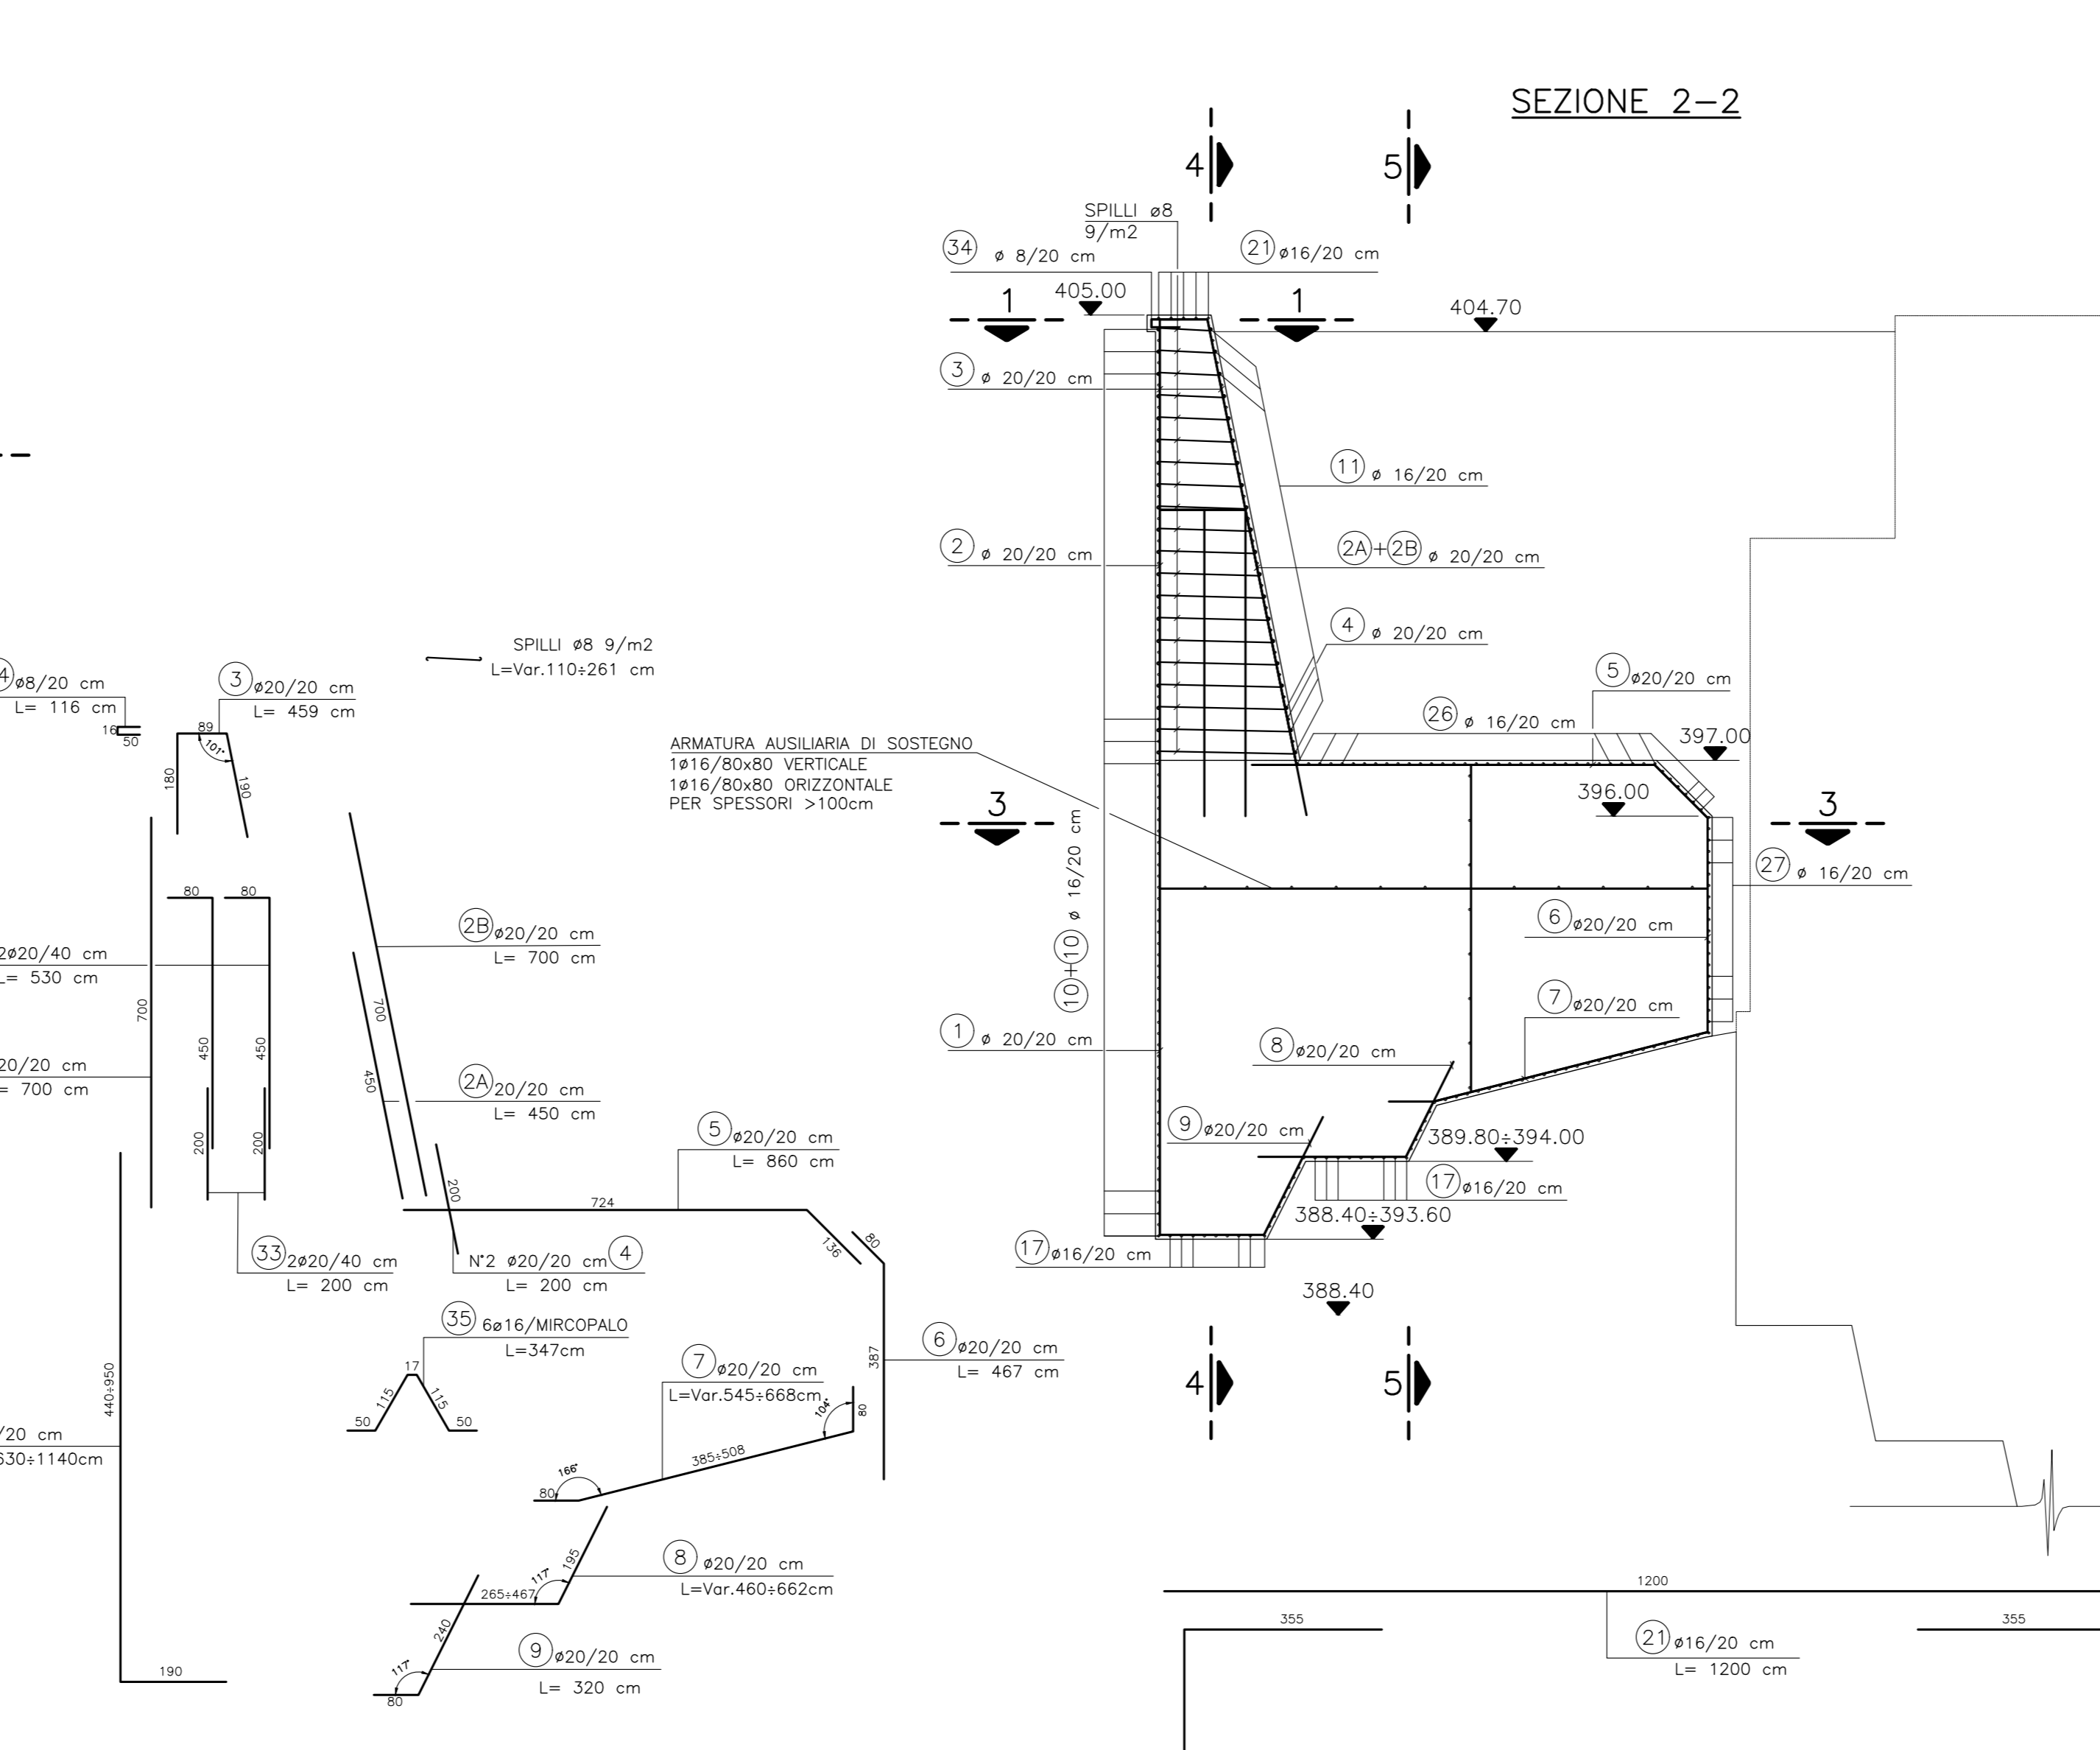 SEZIONE 2-2
4
5
SPILLI ø8
9/m2
34 ø 8/20 cm
21 ø16/20 cm
1
405.00
1
404.70
3 ø 20/20 cm
11 ø 16/20 cm
2 ø 20/20 cm
2A+2B ø 20/20 cm
4 ø 20/20 cm
5 ø20/20 cm
26 ø 16/20 cm
397.00
396.00
3
3
27 ø 16/20 cm
10+10 ø 16/20 cm
6 ø20/20 cm
7 ø20/20 cm
1 ø 20/20 cm
8 ø20/20 cm
9 ø20/20 cm
389.80÷394.00
17 ø16/20 cm
388.40÷393.60
17 ø16/20 cm
388.40
4
5
ARMATURA AUSILIARIA DI SOSTEGNO
1ø16/80x80 VERTICALE
1ø16/80x80 ORIZZONTALE
PER SPESSORI >100cm
SPILLI ø8 9/m2
L=Var.110÷261 cm
4 ø8/20 cm
L= 116 cm
16
50
3 ø20/20 cm
L= 459 cm
89
101°
180
190
80
80
2ø20/40 cm
L= 530 cm
700
450
450
20/20 cm
= 700 cm
200
200
33 2ø20/40 cm
L= 200 cm
2B ø20/20 cm
L= 700 cm
700
450
2A 20/20 cm
L= 450 cm
200
N°2 ø20/20 cm 4
L= 200 cm
5 ø20/20 cm
L= 860 cm
724
136
80
387
6 ø20/20 cm
L= 467 cm
35 6ø16/MIRCOPALO
L=347cm
17
115
115
50
50
7 ø20/20 cm
L=Var.545÷668cm
104°
80
385÷508
166°
80
440÷950
/20 cm
630÷1140cm
190
8 ø20/20 cm
L=Var.460÷662cm
195
117°
265÷467
240
9 ø20/20 cm
L= 320 cm
117°
80
1200
355
355
21 ø16/20 cm
L= 1200 cm